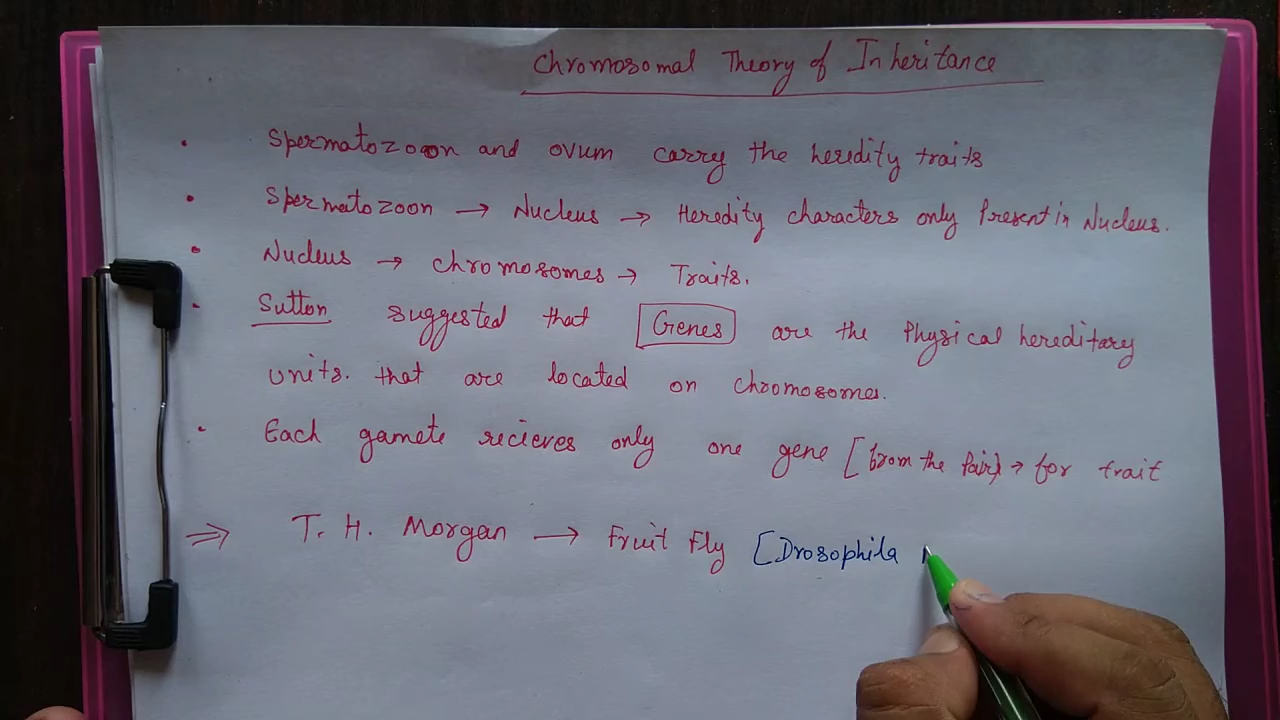 Chromosomal Theory of Inheritance
• Spermatozoon and ovum carry the heredity traits
• Spermatozoon → Nucleus → Heredity characters only Present in Nucleus.
• Nucleus → chromosomes → Traits.
• Sutton suggested that [Genes] are the Physical hereditary
units. that are located on chromosomes.
• Each gamete recieves only one gene [from the pair] → for trait
⇒ T. H. Morgan → Fruit Fly [Drosophila